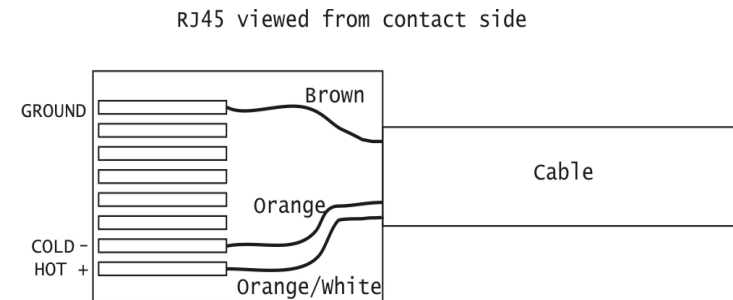 RJ45 viewed from contact side
Brown
GROUND
Cable
Orange
COLD -
HOT +
Orange/White